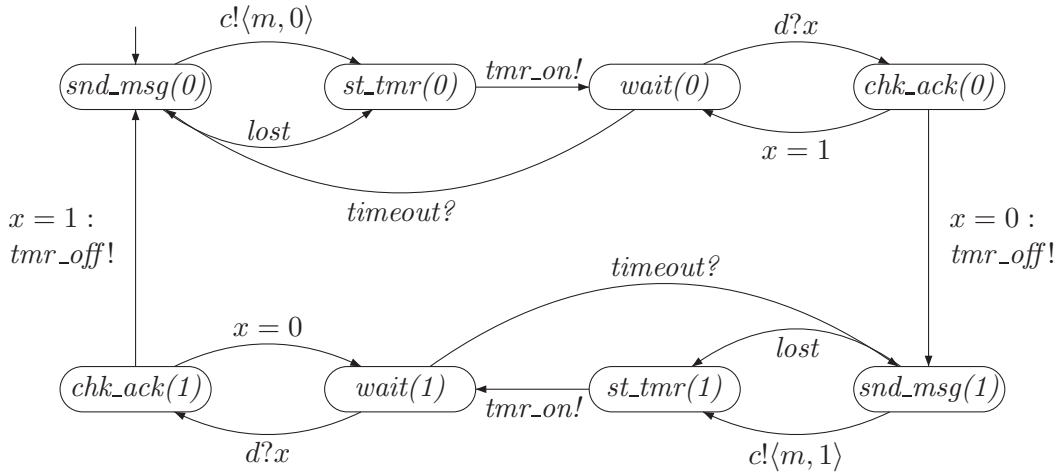 c!⟨m, 0⟩
d?x
snd_msg(0)
st_tmr(0)
tmr_on!
wait(0)
chk_ack(0)
lost
x = 1
timeout?
x = 1 :
tmr_off!
x = 0 :
tmr_off!
timeout?
x = 0
lost
chk_ack(1)
wait(1)
tmr_on!
st_tmr(1)
snd_msg(1)
d?x
c!⟨m, 1⟩